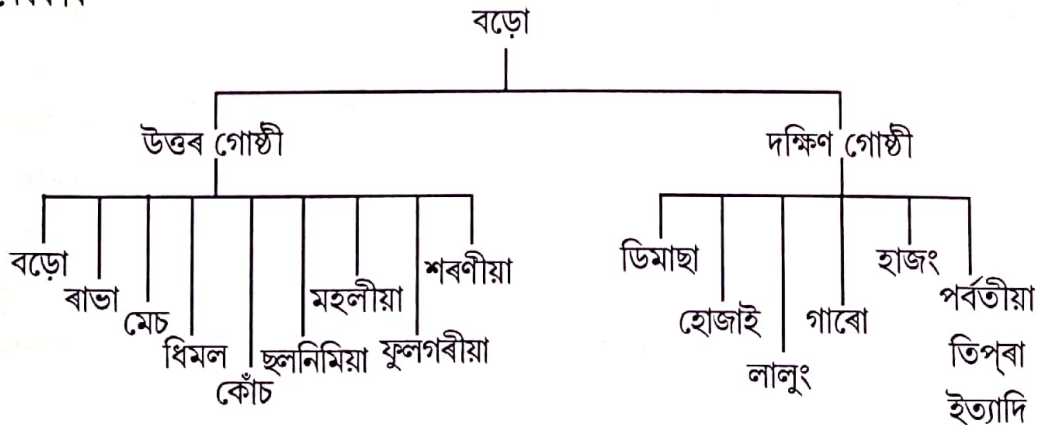 বড়ো
উত্তৰ গোষ্ঠী দক্ষিণ গোষ্ঠী
বড়ো
ৰাভা
মেচ
ধিমল
কোঁচ
ছলনিমিয়া
মহলীয়া
ফুলগৰীয়া
শৰণীয়া
ডিমাছা
হোজাই
লালুং
গাৰো
হাজং
পৰ্বতীয়া
তিপ্ৰা
ইত্যাদি